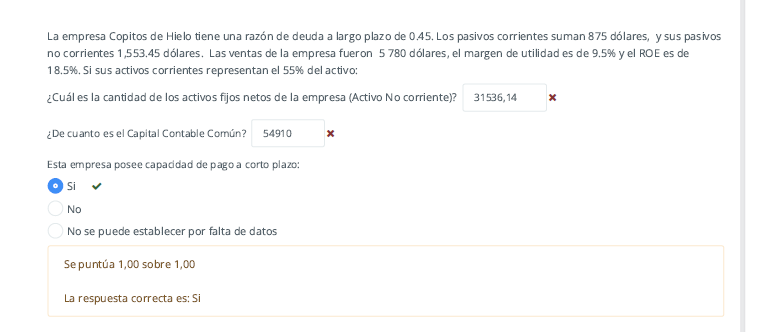 La empresa Copitos de Hielo tiene una razón de deuda a largo plazo de 0.45. Los pasivos corrientes suman 875 dólares, y sus pasivos
no corrientes 1,553.45 dólares. Las ventas de la empresa fueron 5 780 dólares, el margen de utilidad es de 9.5% y el ROE es de
18.5%. Si sus activos corrientes representan el 55% del activo:
¿Cuál es la cantidad de los activos fijos netos de la empresa (Activo No corriente)? 31536,14
¿De cuanto es el Capital Contable Común? 54910
Esta empresa posee capacidad de pago a corto plazo:
Si
No
No se puede establecer por falta de datos
Se puntúa 1,00 sobre 1,00
La respuesta correcta es: Si